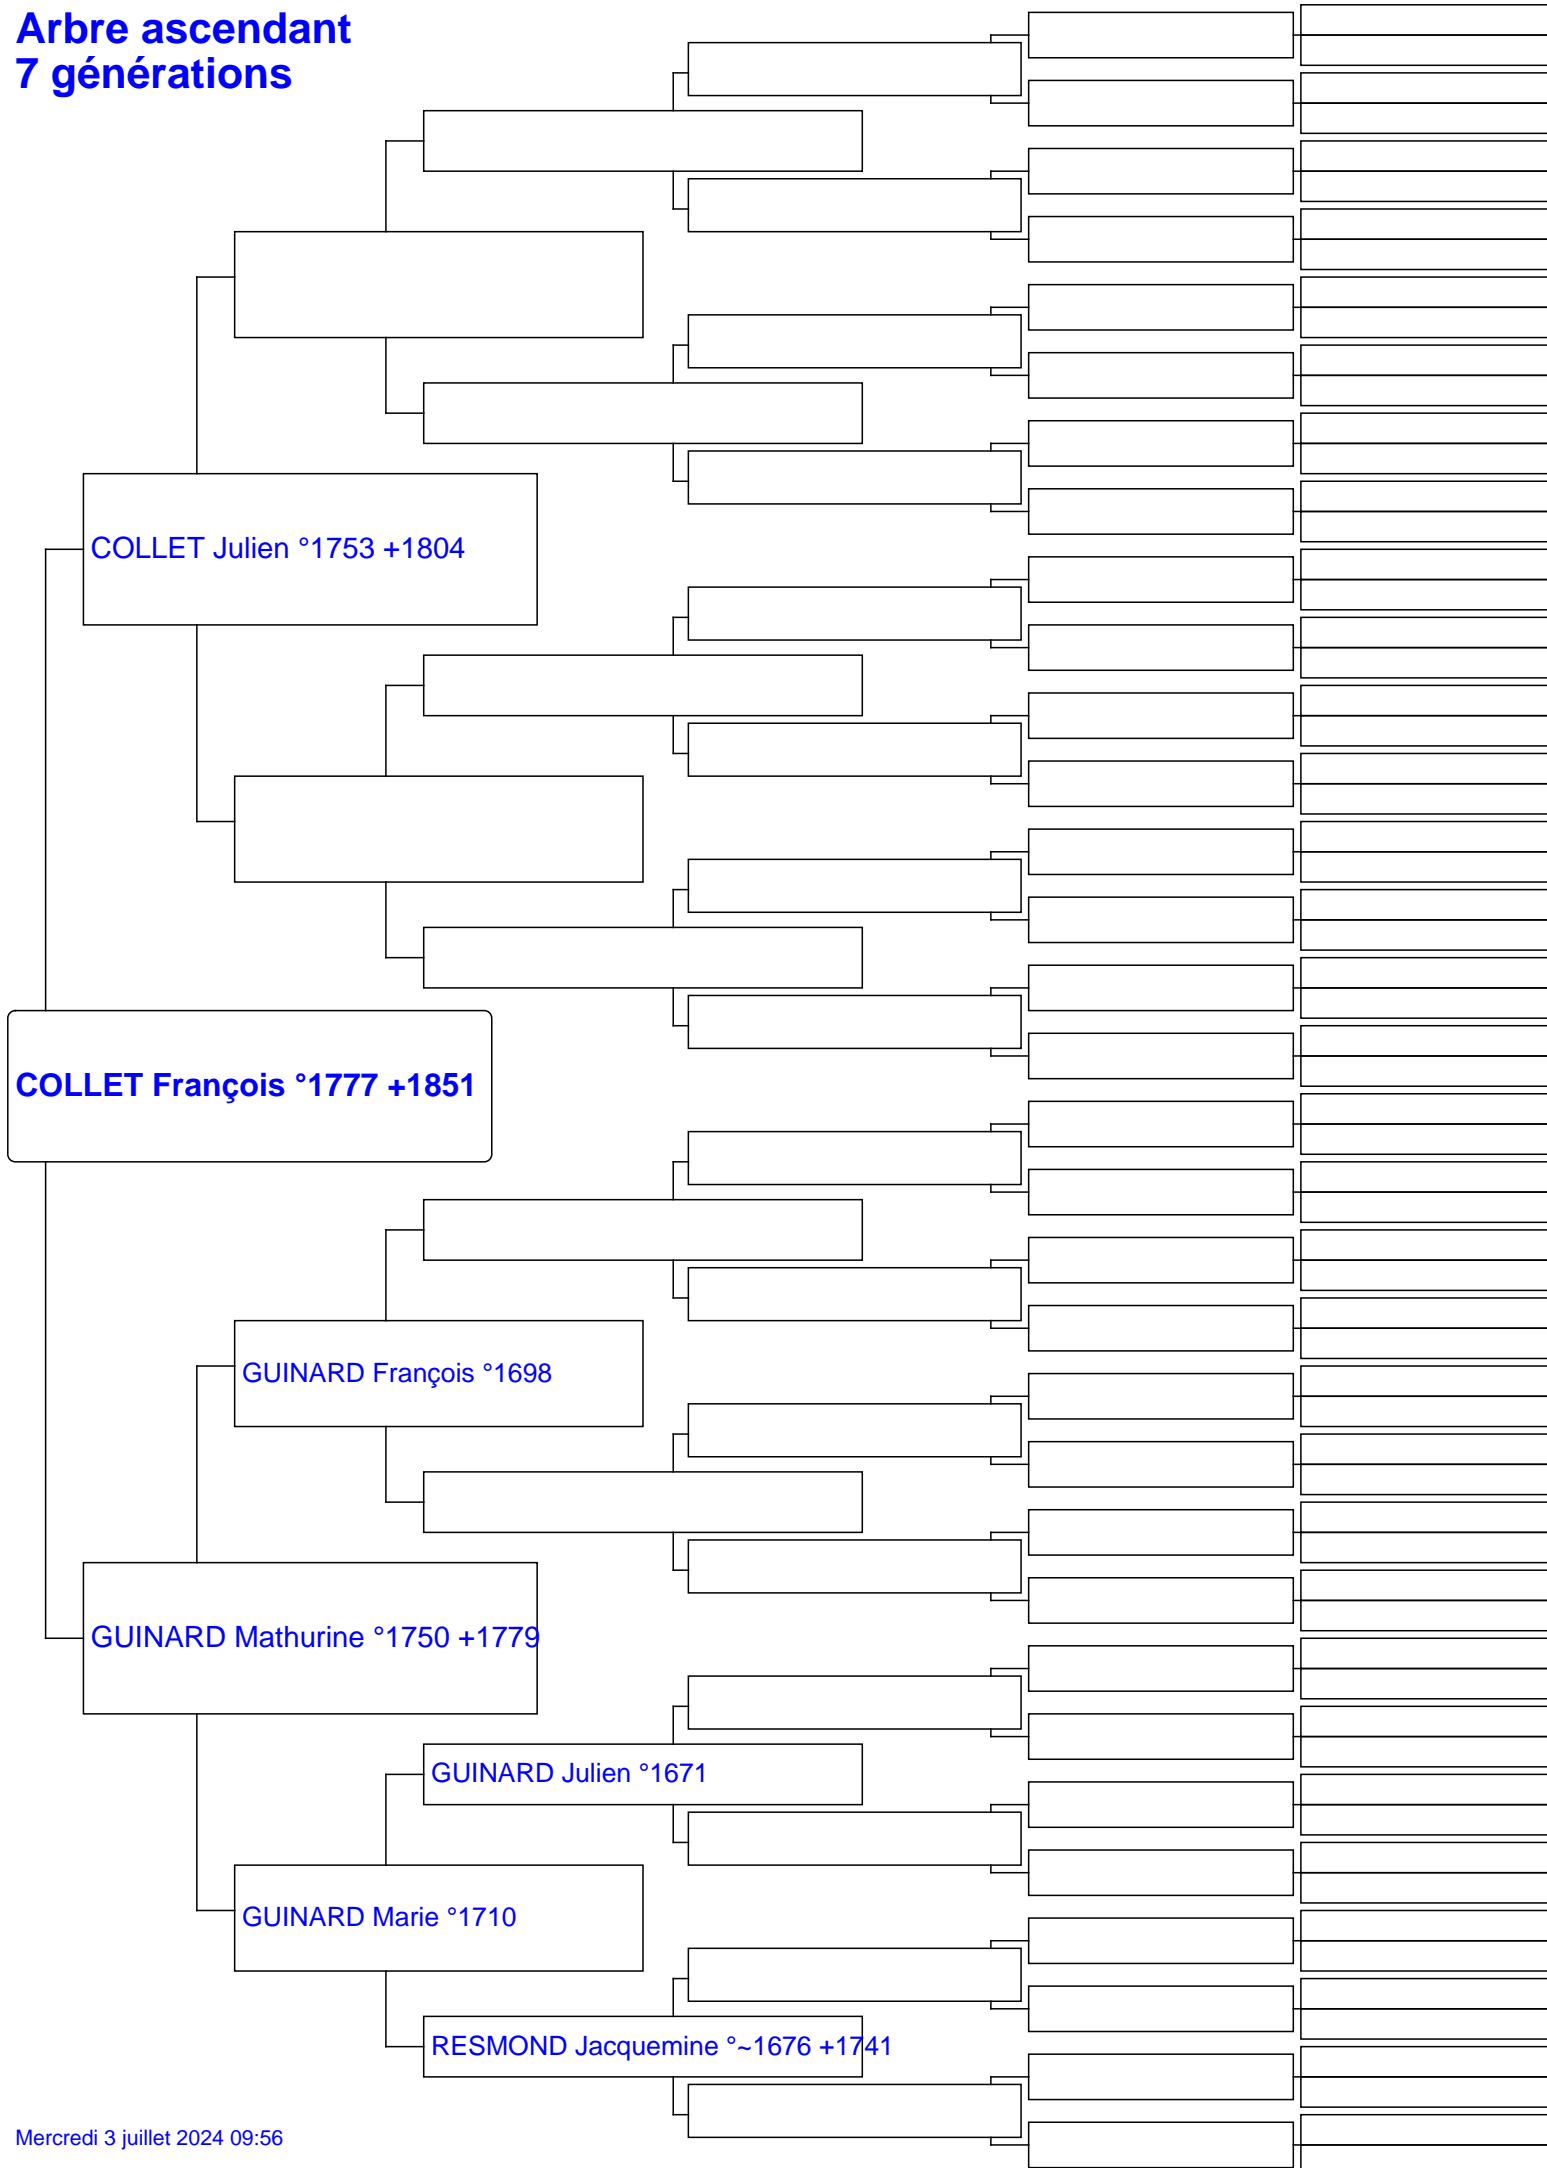 Arbre ascendant
7 générations
COLLET Julien °1753 +1804
COLLET François °1777 +1851
GUINARD François °1698
GUINARD Mathurine °1750 +1779
GUINARD Julien °1671
GUINARD Marie °1710
RESMOND Jacquemine °~1676 +1741
Mercredi 3 juillet 2024 09:56